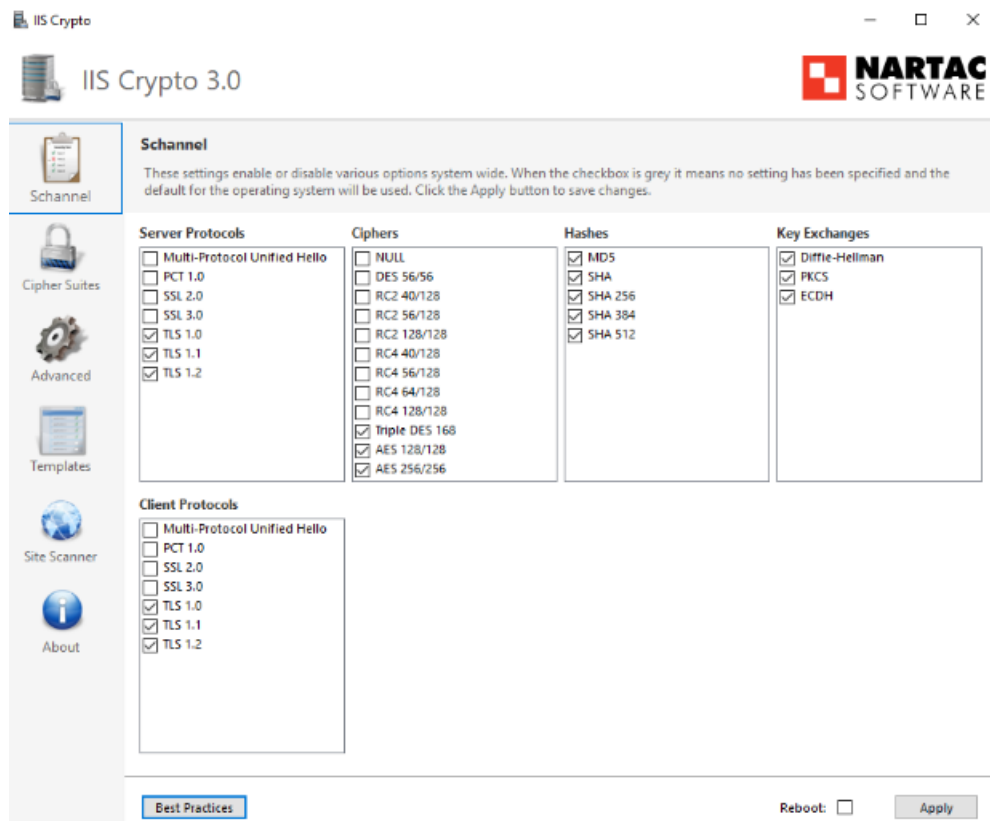 IIS Crypto
IIS Crypto 3.0
NARTAC
SOFTWARE
Schannel
Cipher Suites
Advanced
Templates
Site Scanner
About
Schannel
These settings enable or disable various options system wide. When the checkbox is grey it means no setting has been specified and the
default for the operating system will be used. Click the Apply button to save changes.
Server Protocols
Multi-Protocol Unified Hello
PCT 1.0
SSL 2.0
SSL 3.0
TLS 1.0
TLS 1.1
TLS 1.2
Ciphers
NULL
DES 56/56
RC2 40/128
RC2 56/128
RC2 128/128
RC4 40/128
RC4 56/128
RC4 64/128
RC4 128/128
Triple DES 168
AES 128/128
AES 256/256
Hashes
MD5
SHA
SHA 256
SHA 384
SHA 512
Key Exchanges
Diffie-Hellman
PKCS
ECDH
Client Protocols
Multi-Protocol Unified Hello
PCT 1.0
SSL 2.0
SSL 3.0
TLS 1.0
TLS 1.1
TLS 1.2
Best Practices
Reboot:
Apply